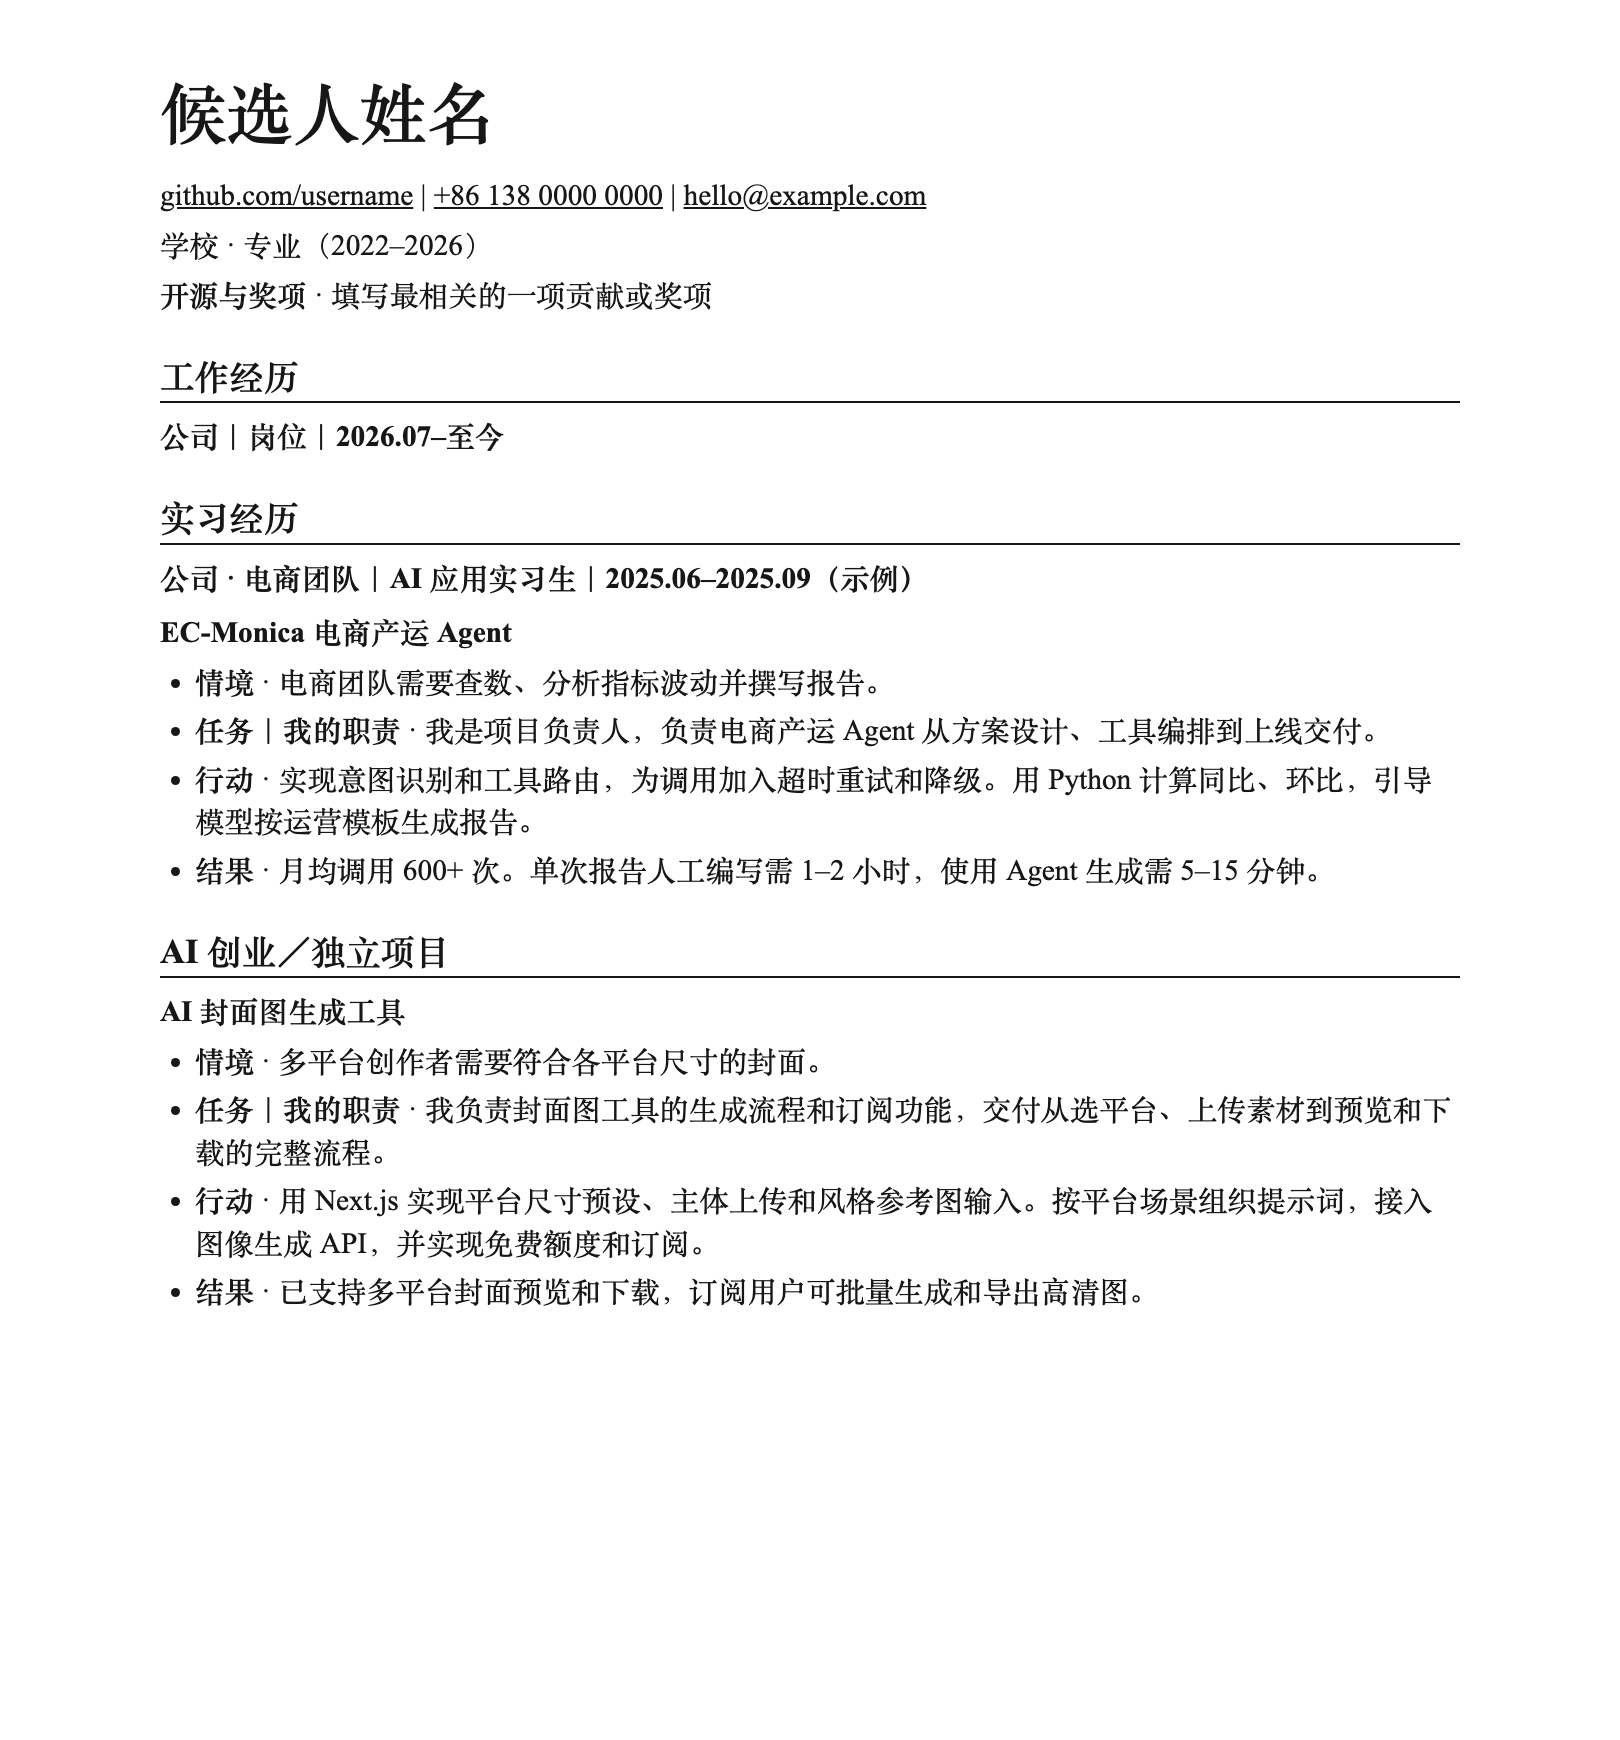 候选人姓名
github.com/username | +86 138 0000 0000 | hello@example.com
学校 · 专业（2022–2026）
开源与奖项 · 填写最相关的一项贡献或奖项
工作经历
公司｜岗位｜2026.07–至今
实习经历
公司 · 电商团队｜AI 应用实习生｜2025.06–2025.09（示例）
EC-Monica 电商产运 Agent
• 情境 · 电商团队需要查数、分析指标波动并撰写报告。
• 任务｜我的职责 · 我是项目负责人，负责电商产运 Agent 从方案设计、工具编排到上线交付。
• 行动 · 实现意图识别和工具路由，为调用加入超时重试和降级。用 Python 计算同比、环比，引导
模型按运营模板生成报告。
• 结果 · 月均调用 600+ 次。单次报告人工编写需 1–2 小时，使用 Agent 生成需 5–15 分钟。
AI 创业／独立项目
AI 封面图生成工具
• 情境 · 多平台创作者需要符合各平台尺寸的封面。
• 任务｜我的职责 · 我负责封面图工具的生成流程和订阅功能，交付从选平台、上传素材到预览和下
载的完整流程。
• 行动 · 用 Next.js 实现平台尺寸预设、主体上传和风格参考图输入。按平台场景组织提示词，接入
图像生成 API，并实现免费额度和订阅。
• 结果 · 已支持多平台封面预览和下载，订阅用户可批量生成和导出高清图。